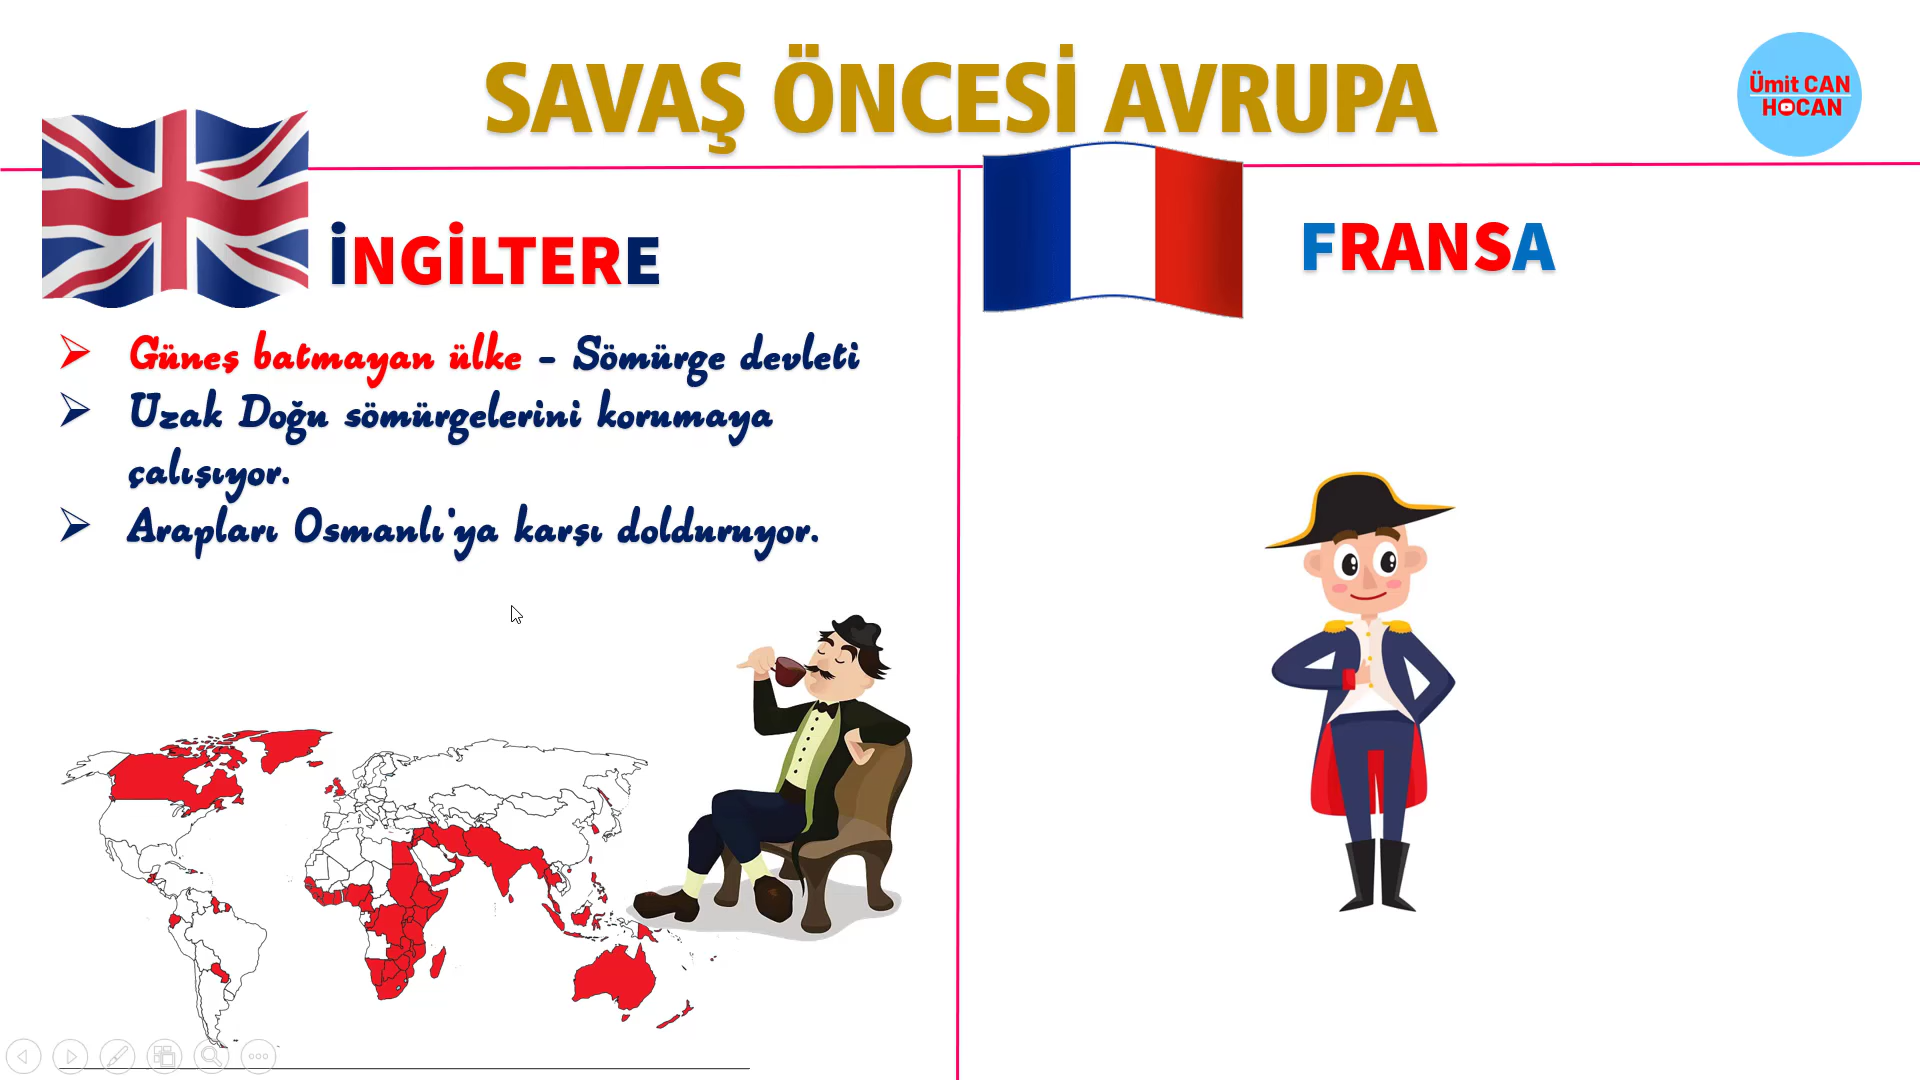 SAVAŞ ÖNCESİ AVRUPA
Ümit CAN
HOCAN
İNGİLTERE
Güneş batmayan ülke - Sömürge devleti
Uzak Doğu sömürgelerini korumaya
çalışıyor.
Arapları Osmanlı'ya karşı dolduruyor.
FRANSA